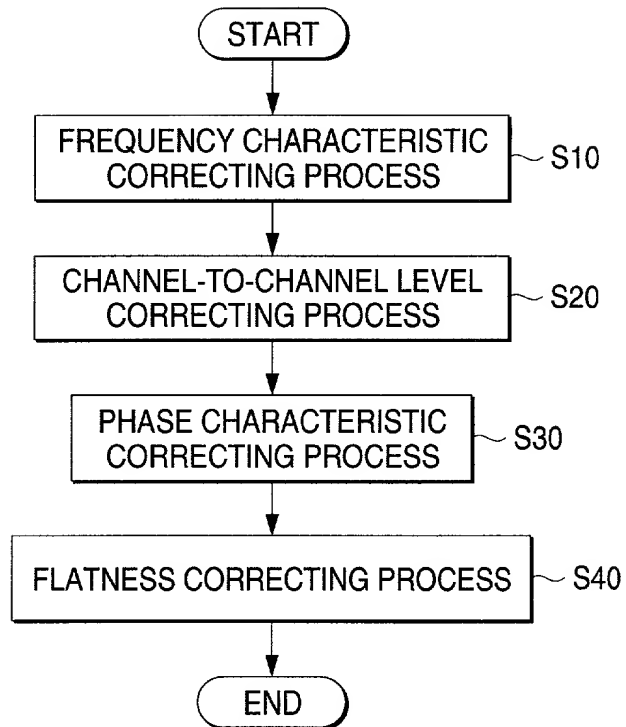 START
FREQUENCY CHARACTERISTIC
CORRECTING PROCESS
S10
CHANNEL-TO-CHANNEL LEVEL
CORRECTING PROCESS
S20
PHASE CHARACTERISTIC
CORRECTING PROCESS
S30
FLATNESS CORRECTING PROCESS
S40
END